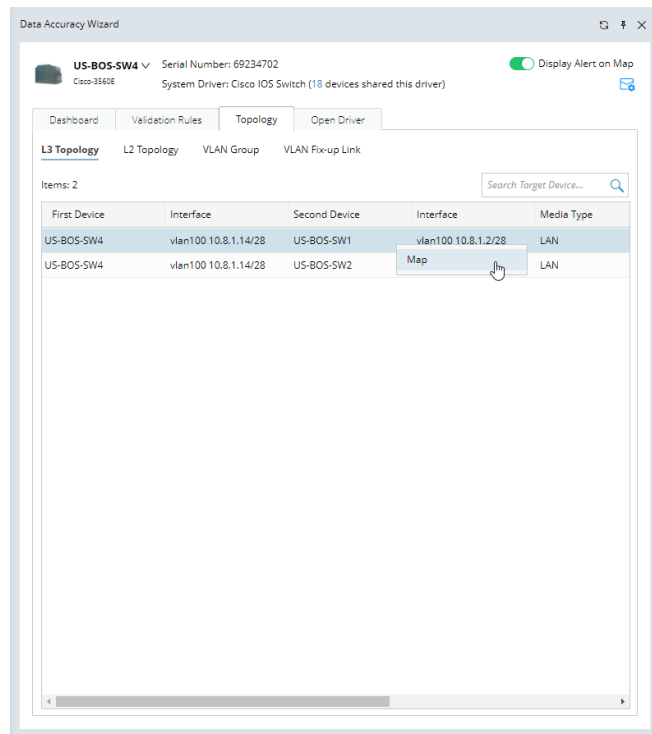 Data Accuracy Wizard
US-BOS-SW4 Serial Number: 69234702 Display Alert on Map
Cisco-3560E System Driver: Cisco IOS Switch (18 devices shared this driver)
Dashboard Validation Rules Topology Open Driver
L3 Topology L2 Topology VLAN Group VLAN Fix-up Link
Items: 2 Search Target Device...
First Device Interface Second Device Interface Media Type
US-BOS-SW4 vlan100 10.8.1.14/28 US-BOS-SW1 vlan100 10.8.1.2/28 LAN
US-BOS-SW4 vlan100 10.8.1.14/28 US-BOS-SW2 Map LAN